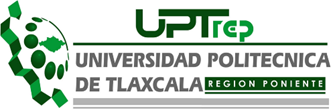 UPTrep
UNIVERSIDAD POLITECNICA
DE TLAXCALA REGION PONIENTE